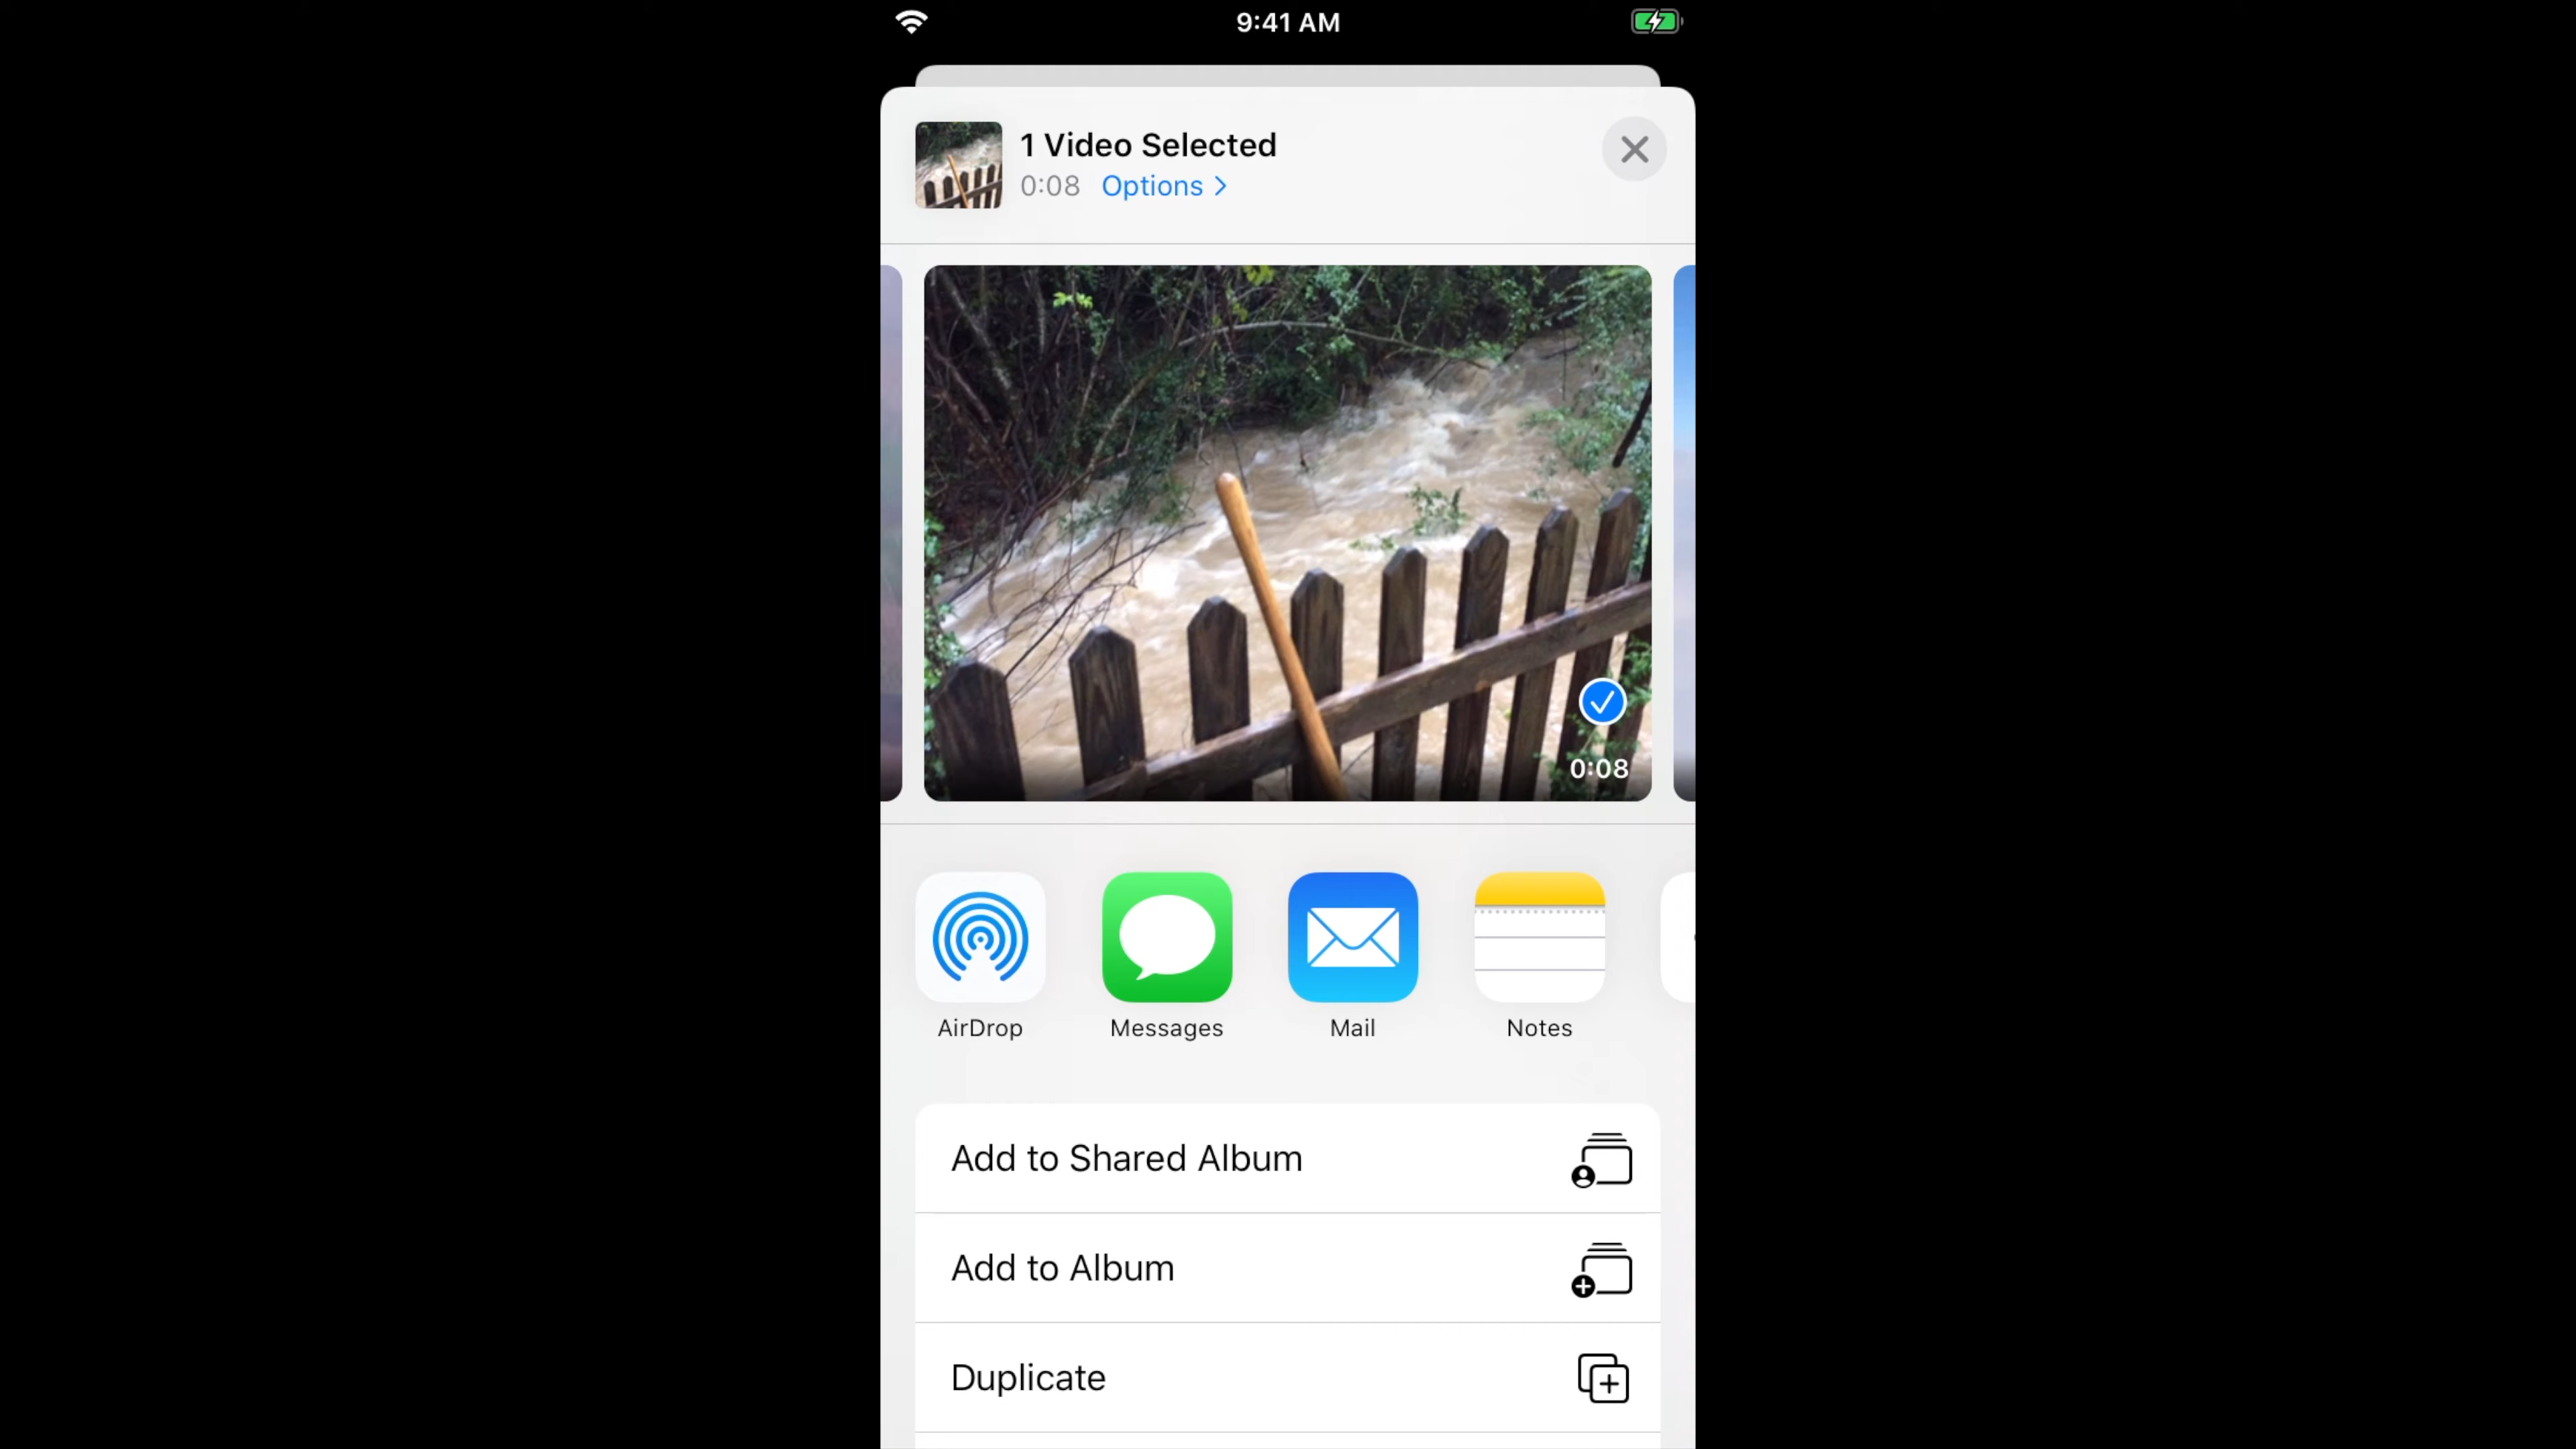 9:41 AM
1 Video Selected
0:08 Options
0:08
AirDrop
Messages
Mail
Notes
Add to Shared Album
Add to Album
Duplicate